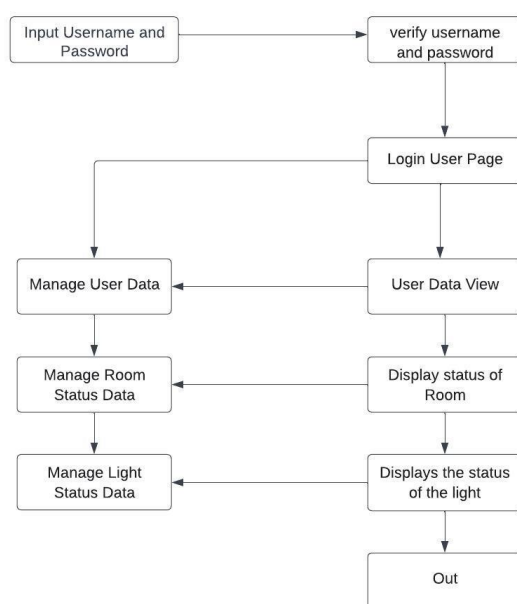 Input Username and
Password
verify username
and password
Login User Page
Manage User Data
User Data View
Manage Room
Status Data
Display status of
Room
Manage Light
Status Data
Displays the status
of the light
Out